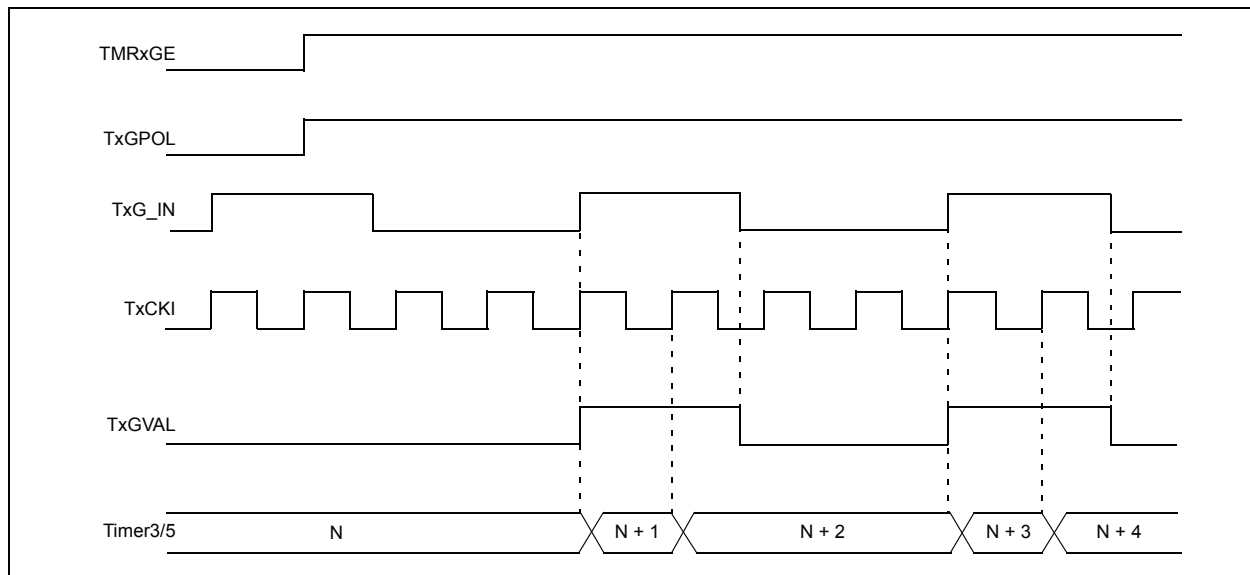 TMRxGE
TxGPOL
TxG_IN
TxCKI
TxGVAL
Timer3/5 N N + 1 N + 2 N + 3 N + 4